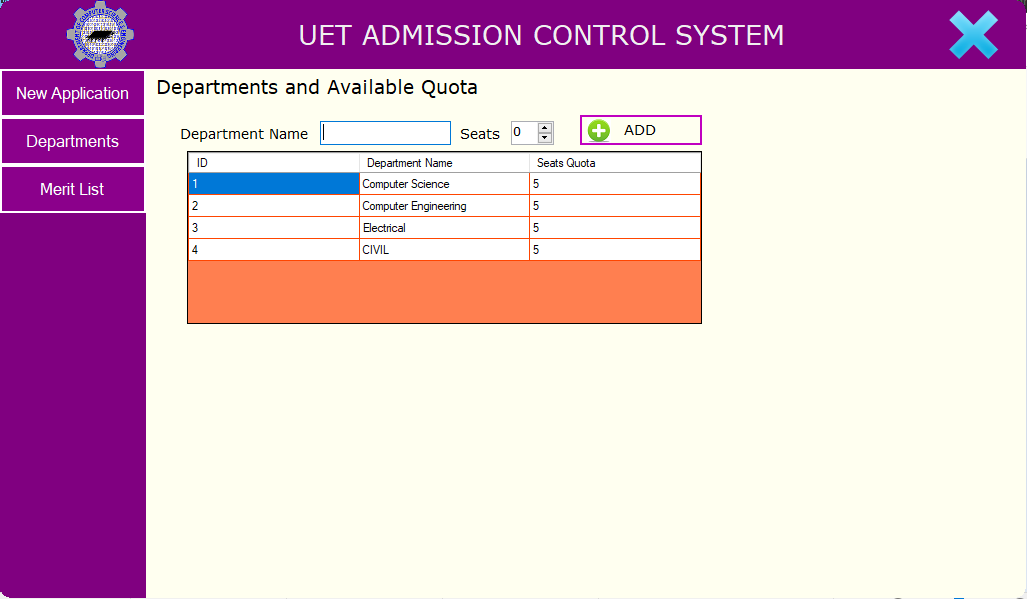 UET ADMISSION CONTROL SYSTEM
New Application
Departments
Merit List
Departments and Available Quota
Department Name Seats 0 ADD
ID Department Name Seats Quota
1 Computer Science 5
2 Computer Engineering 5
3 Electrical 5
4 CIVIL 5